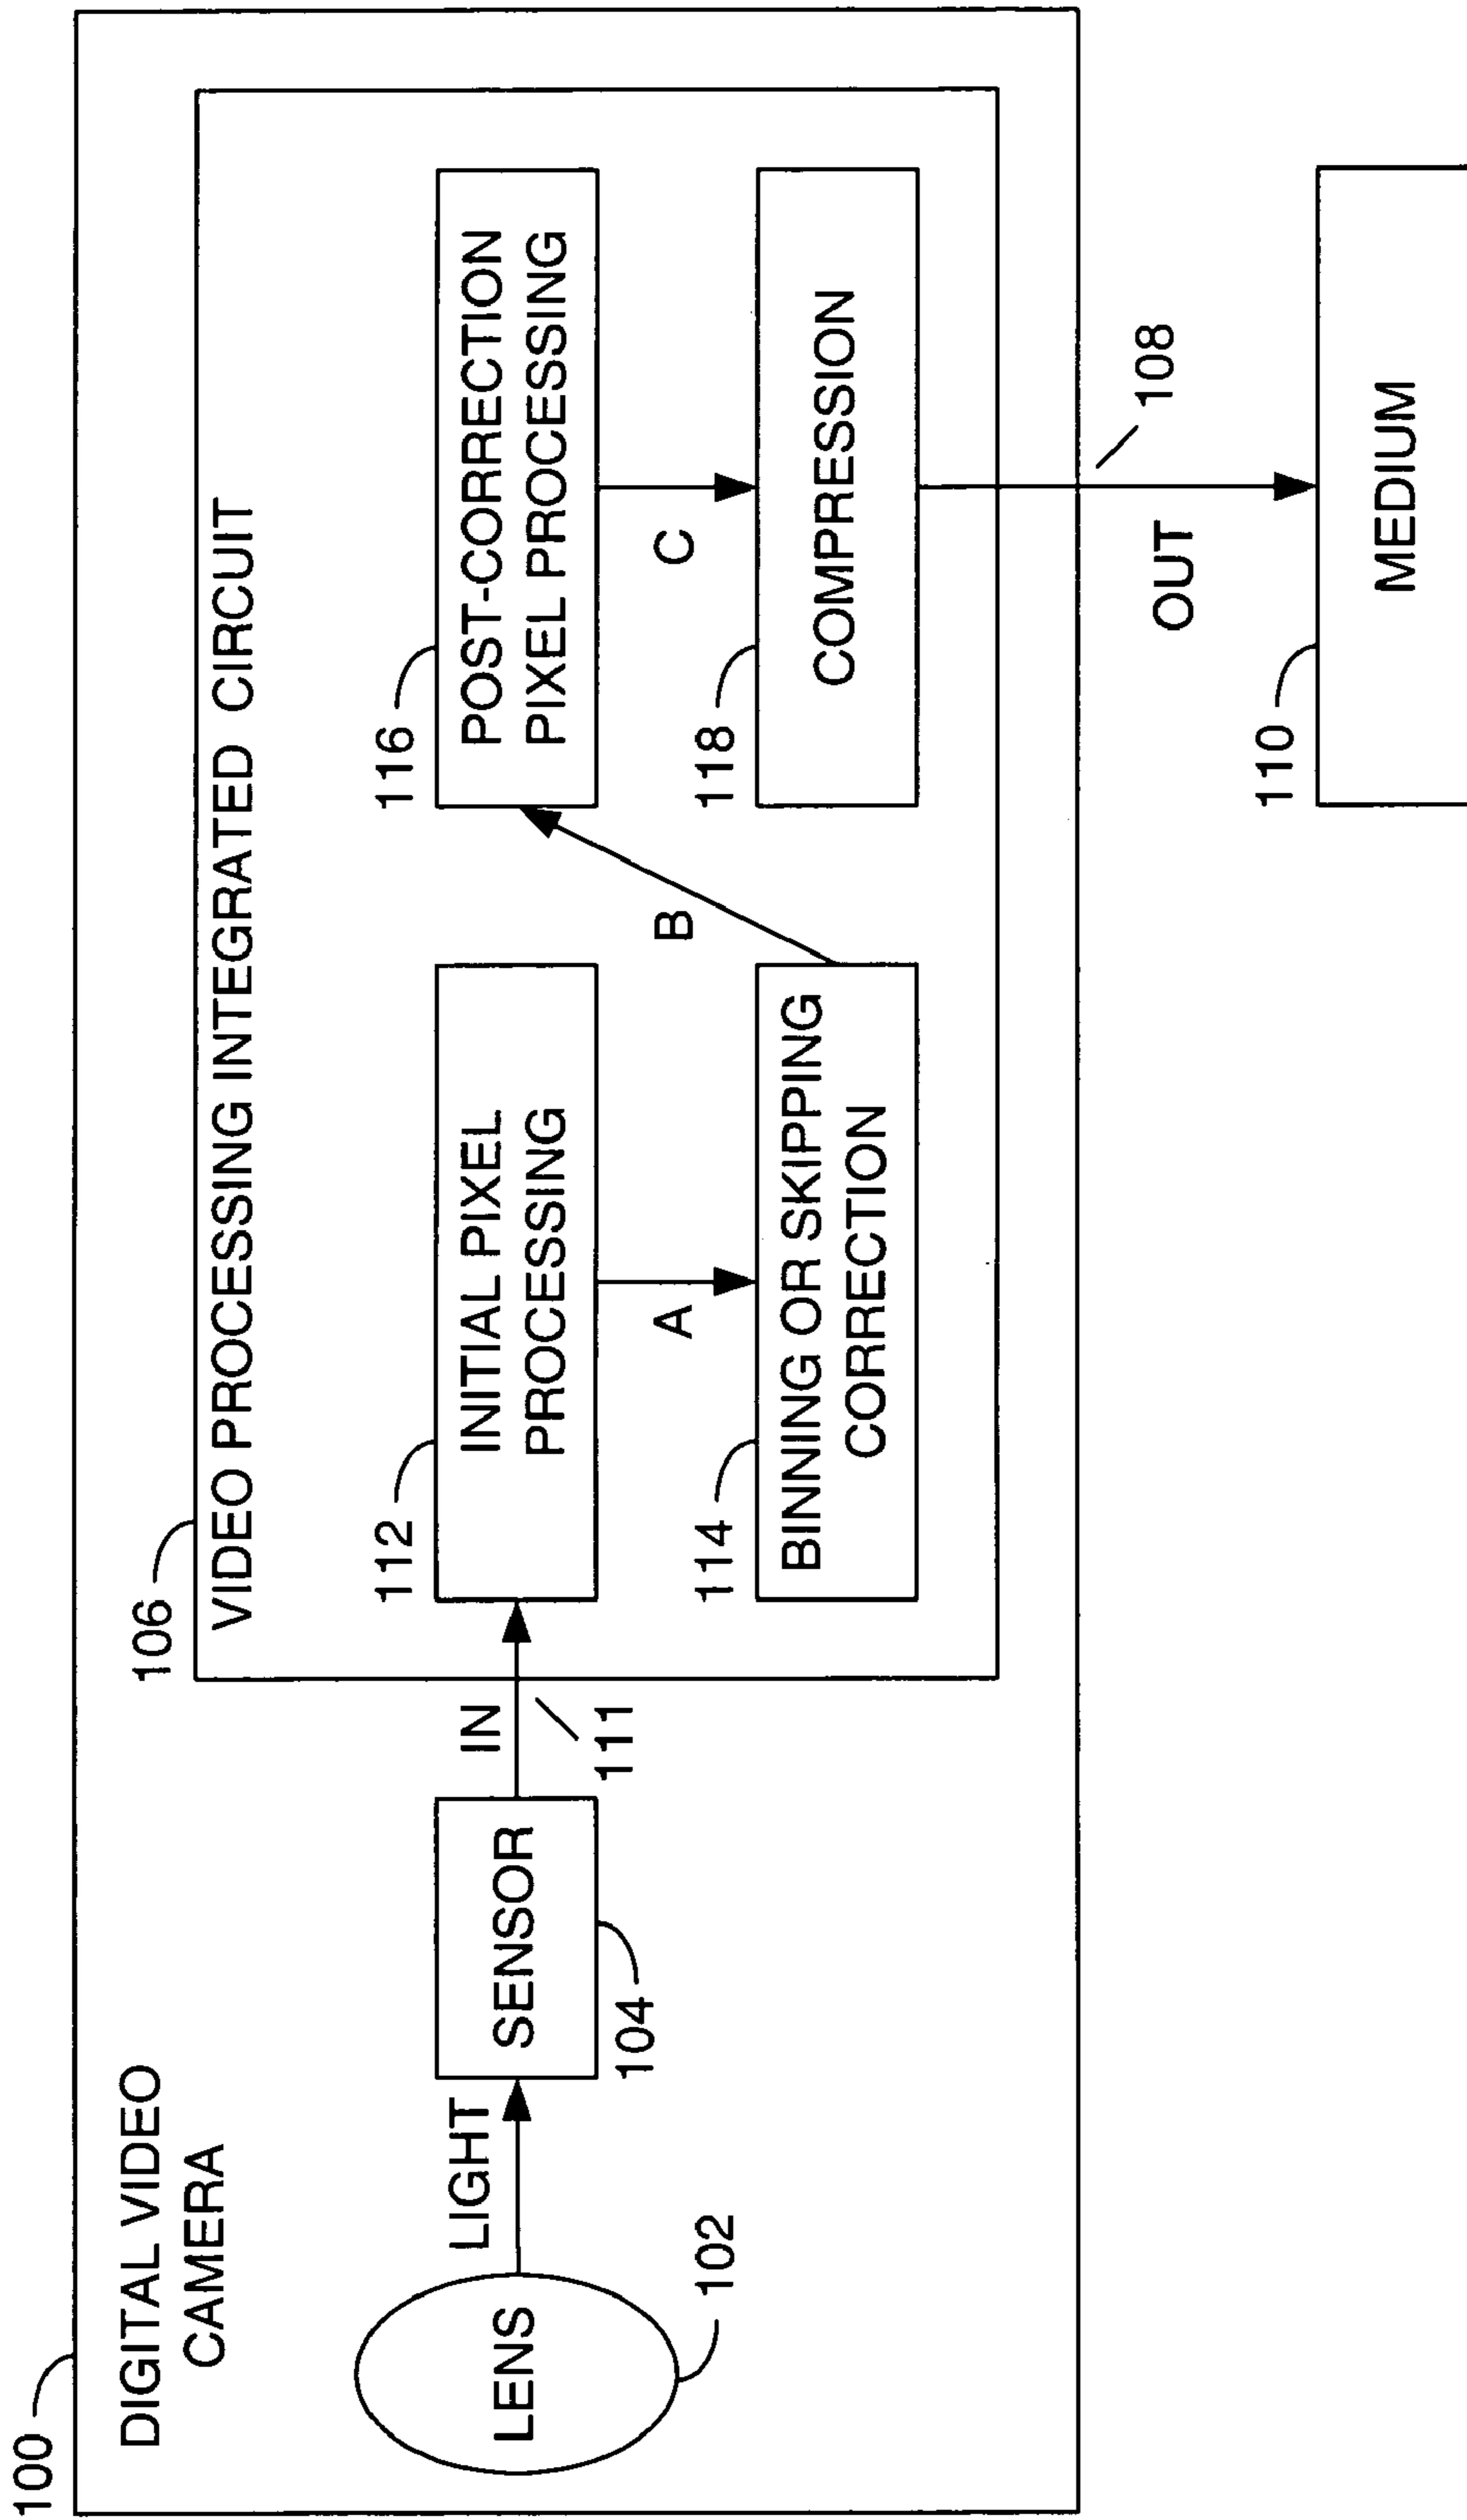 100
DIGITAL VIDEO
CAMERA
LENS
102
LIGHT
SENSOR
104
IN
111
106
VIDEO PROCESSING INTEGRATED CIRCUIT
112
INITIAL PIXEL
PROCESSING
A
114
BINNING OR SKIPPING
CORRECTION
B
116
POST-CORRECTION
PIXEL PROCESSING
C
118
COMPRESSION
OUT
108
110
MEDIUM